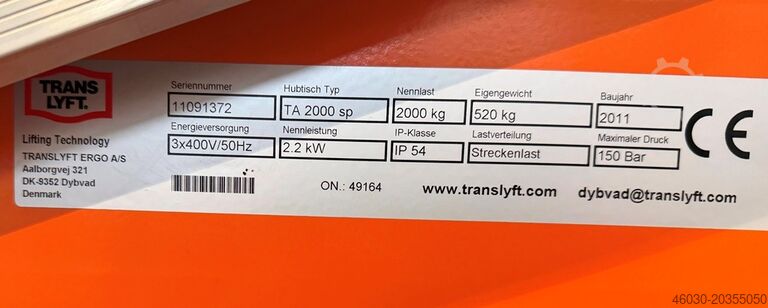 TRANS
LYFT.
Lifting Technology
TRANSLYFT ERGO A/S
Aalborgvej 321
DK-9352 Dybvad
Denmark
Seriennummer Hubtisch Typ Nennlast Eigengewicht Baujahr
11091372 TA 2000 sp 2000 kg 520 kg 2011
Energieversorgung Nennleistung IP-Klasse Lastverteilung Maximaler Druck
3x400V/50Hz 2.2 kW IP 54 Streckenlast 150 Bar
CE
ON.: 49164 www.translyft.com dybvad@translyft.com
46030-20355050